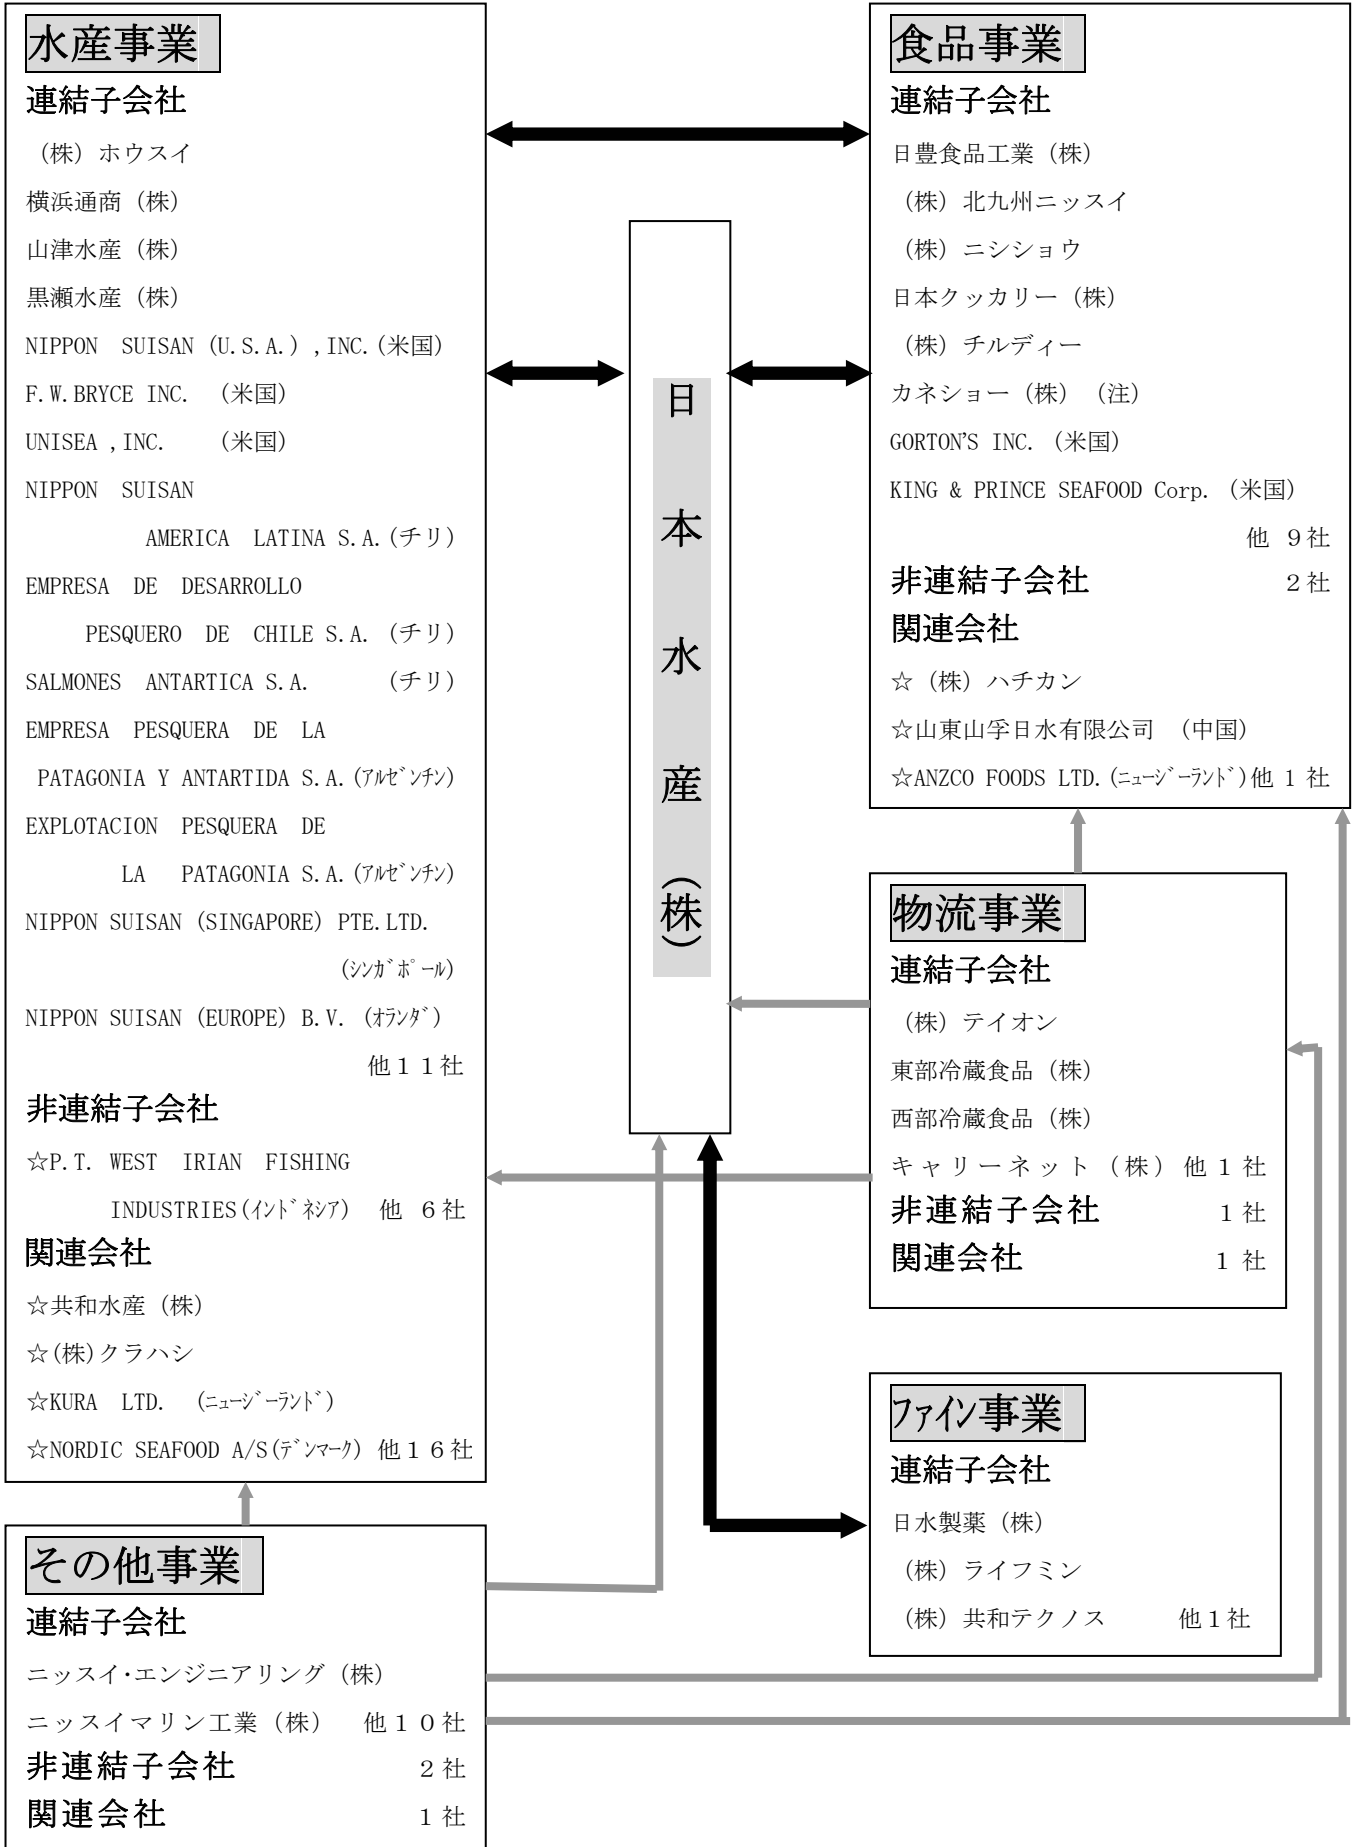 水産事業
連結子会社
（株）ホウスイ
横浜通商（株）
山津水産（株）
黒瀬水産（株）
NIPPON SUISAN (U.S.A.) ,INC.(米国)
F.W.BRYCE INC. （米国）
UNISEA ,INC. （米国）
NIPPON SUISAN
AMERICA LATINA S.A.(チリ)
EMPRESA DE DESARROLLO
PESQUERO DE CHILE S.A. (チリ)
SALMONES ANTARTICA S.A. (チリ)
EMPRESA PESQUERA DE LA
PATAGONIA Y ANTARTIDA S.A.(ｱﾙｾﾞﾝﾁﾝ)
EXPLOTACION PESQUERA DE
LA PATAGONIA S.A.(ｱﾙｾﾞﾝﾁﾝ)
NIPPON SUISAN (SINGAPORE) PTE.LTD.
(ｼﾝｶﾞﾎﾟｰﾙ)
NIPPON SUISAN (EUROPE) B.V. (ｵﾗﾝﾀﾞ)
他１１社
非連結子会社
☆P.T. WEST IRIAN FISHING
INDUSTRIES(ｲﾝﾄﾞﾈｼｱ) 他 ６社
関連会社
☆共和水産（株）
☆(株)クラハシ
☆KURA LTD. (ﾆｭｰｼﾞｰﾗﾝﾄﾞ)
☆NORDIC SEAFOOD A/S(ﾃﾞﾝﾏｰｸ) 他１６社
その他事業
連結子会社
ニッスイ･エンジニアリング（株）
ニッスイマリン工業（株） 他１０社
非連結子会社 ２社
関連会社 １社
日本水産(株)
食品事業
連結子会社
日豊食品工業（株）
（株）北九州ニッスイ
（株）ニシショウ
日本クッカリー（株）
（株）チルディー
カネショー（株）（注）
GORTON'S INC.（米国）
KING & PRINCE SEAFOOD Corp.（米国）
他 ９社
非連結子会社 ２社
関連会社
☆（株）ハチカン
☆山東山孚日水有限公司 （中国）
☆ANZCO FOODS LTD.(ﾆｭｰｼﾞｰﾗﾝﾄﾞ)他 1 社
物流事業
連結子会社
（株）テイオン
東部冷蔵食品（株）
西部冷蔵食品（株）
キャリーネット（株）他１社
非連結子会社 １社
関連会社 １社
ﾌｧｲﾝ事業
連結子会社
日水製薬（株）
（株）ライフミン
（株）共和テクノス 他１社